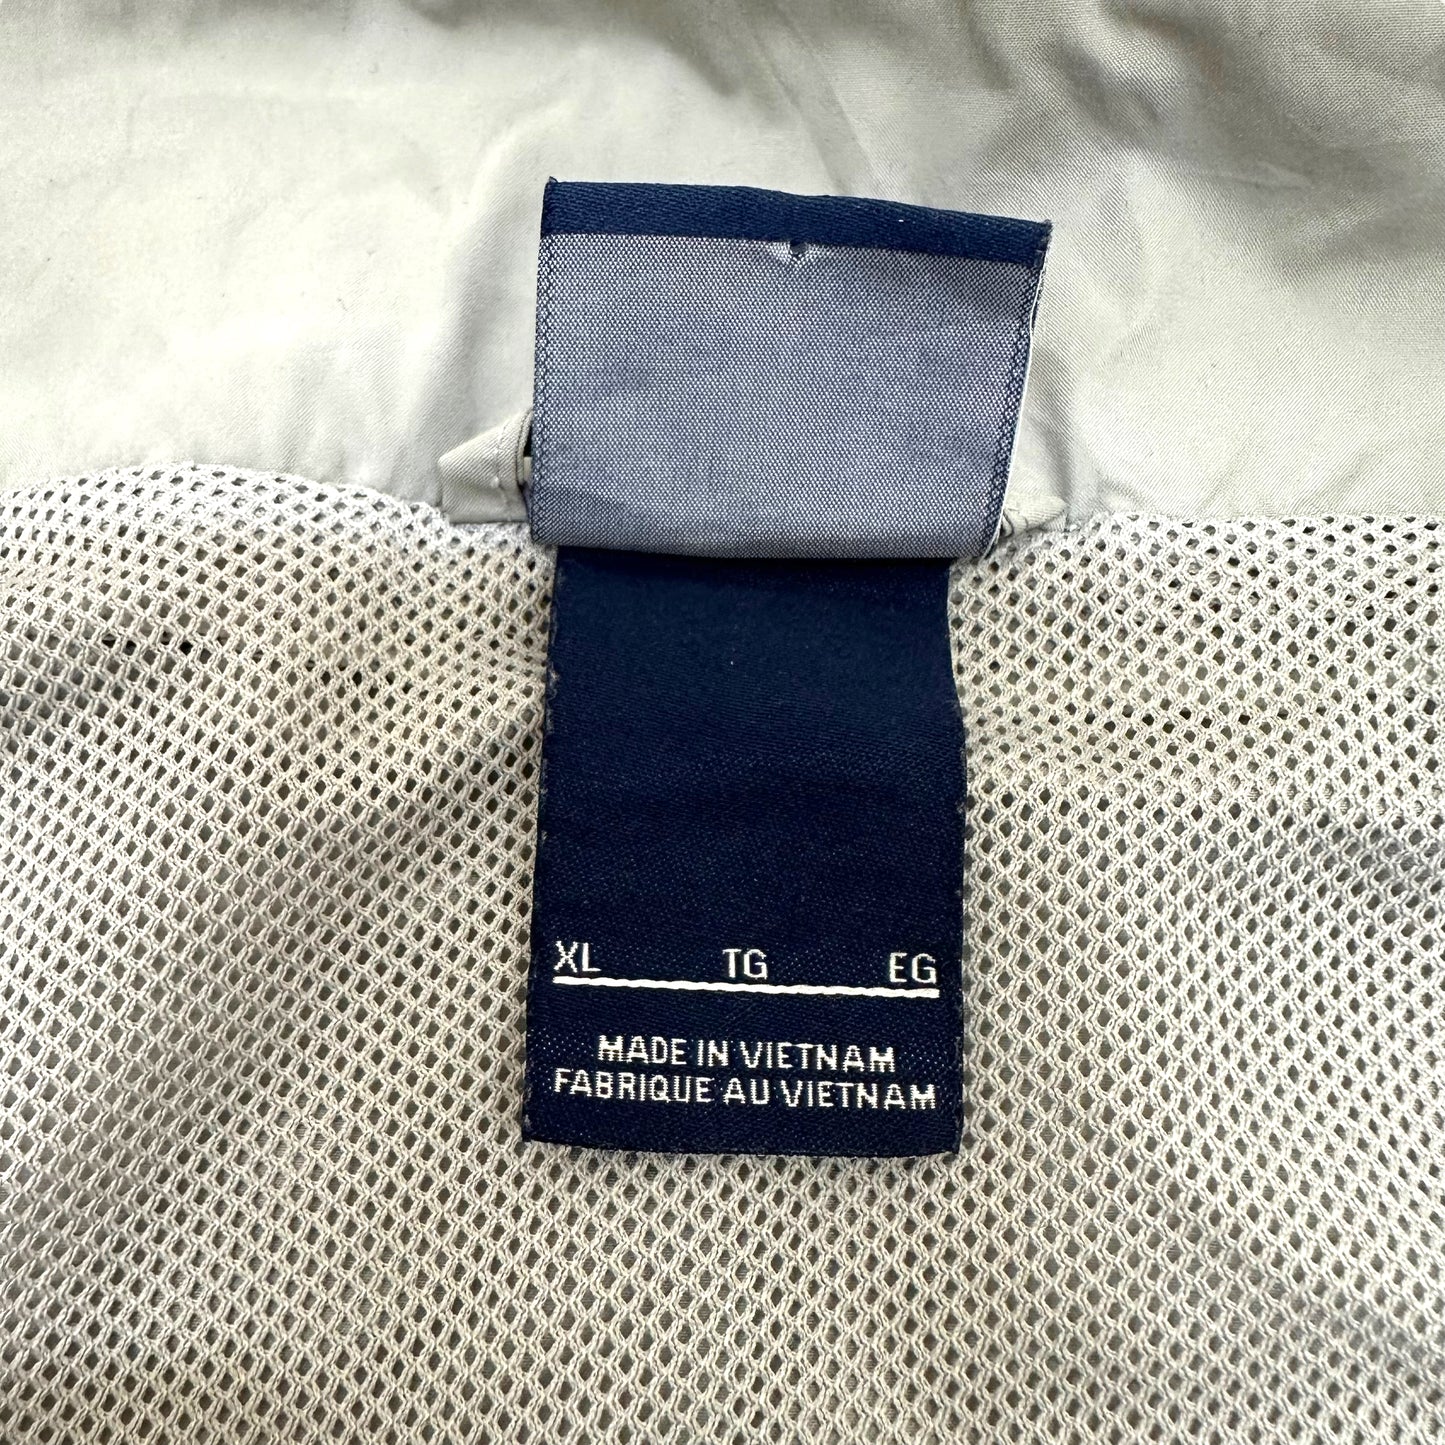 XL TG EG
MADE IN VIETNAM
FABRIQUE AU VIETNAM